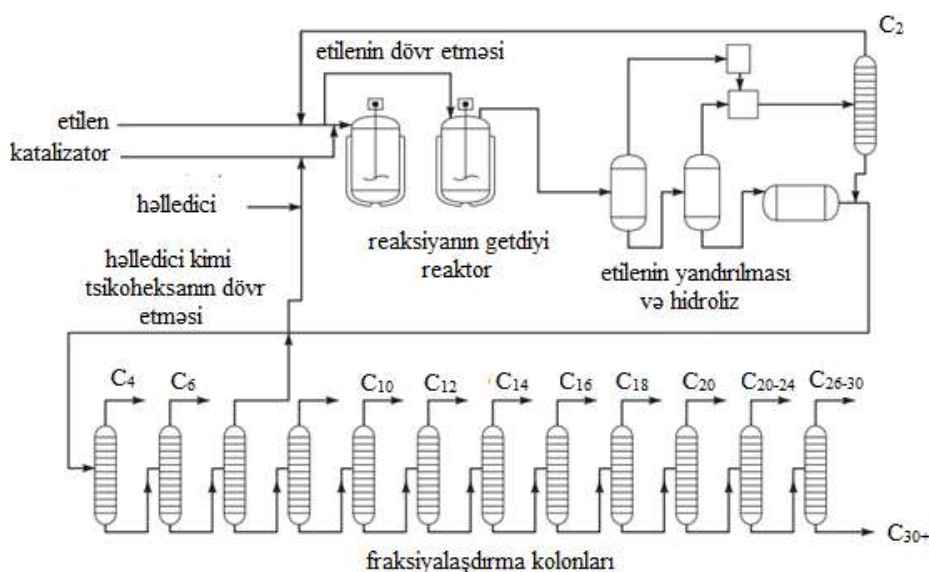 C₂
etilenin dövr etməsi
etilen
katalizator
həlledici
reaksiyanın getdiyi
reaktor
etilenin yandırılması
və hidroliz
həlledici kimi
tsikoheksanın dövr
etməsi
C₄
C₆
C₁₀
C₁₂
C₁₄
C₁₆
C₁₈
C₂₀
C₂₀₋₂₄
C₂₆₋₃₀
C₃₀₊
fraksiyalaşdırma kolonları